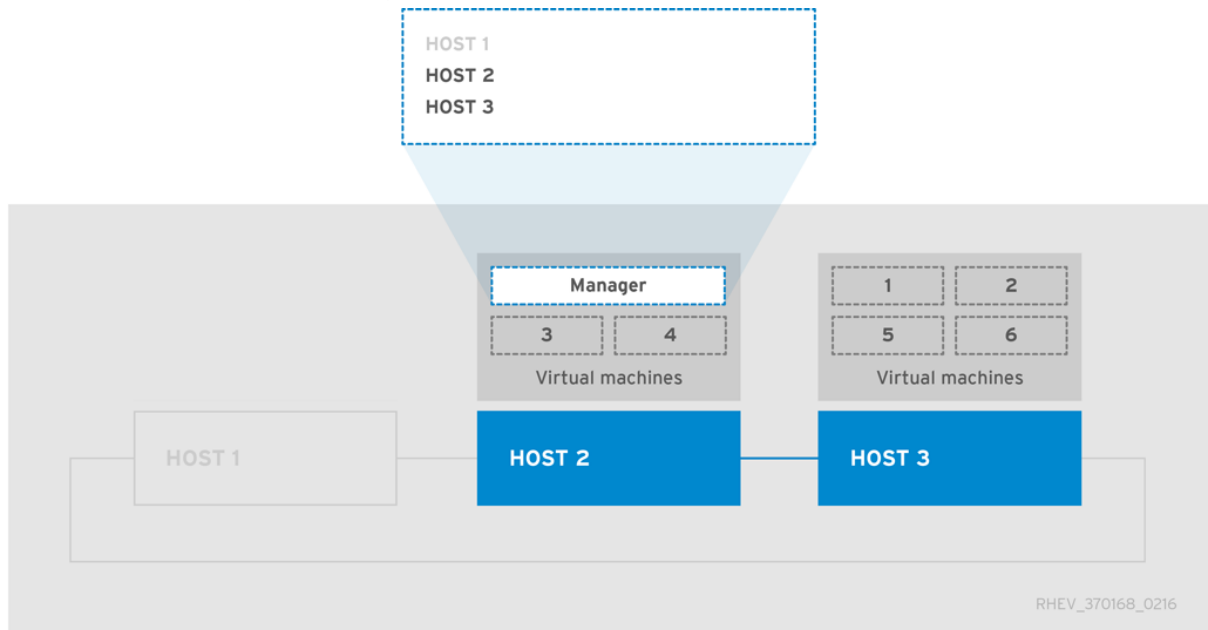 HOST 1
HOST 2
HOST 3
Manager
3 4
Virtual machines
1 2
5 6
Virtual machines
HOST 1
HOST 2
HOST 3
RHEV_370168_0216